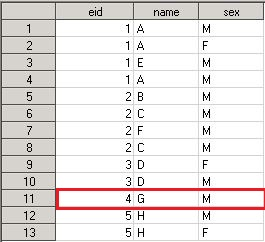 eid name sex
1 1 A M
2 1 A F
3 1 E M
4 1 A M
5 2 B M
6 2 C M
7 2 F M
8 2 C M
9 3 D F
10 3 D M
11 4 G M
12 5 H M
13 5 H F